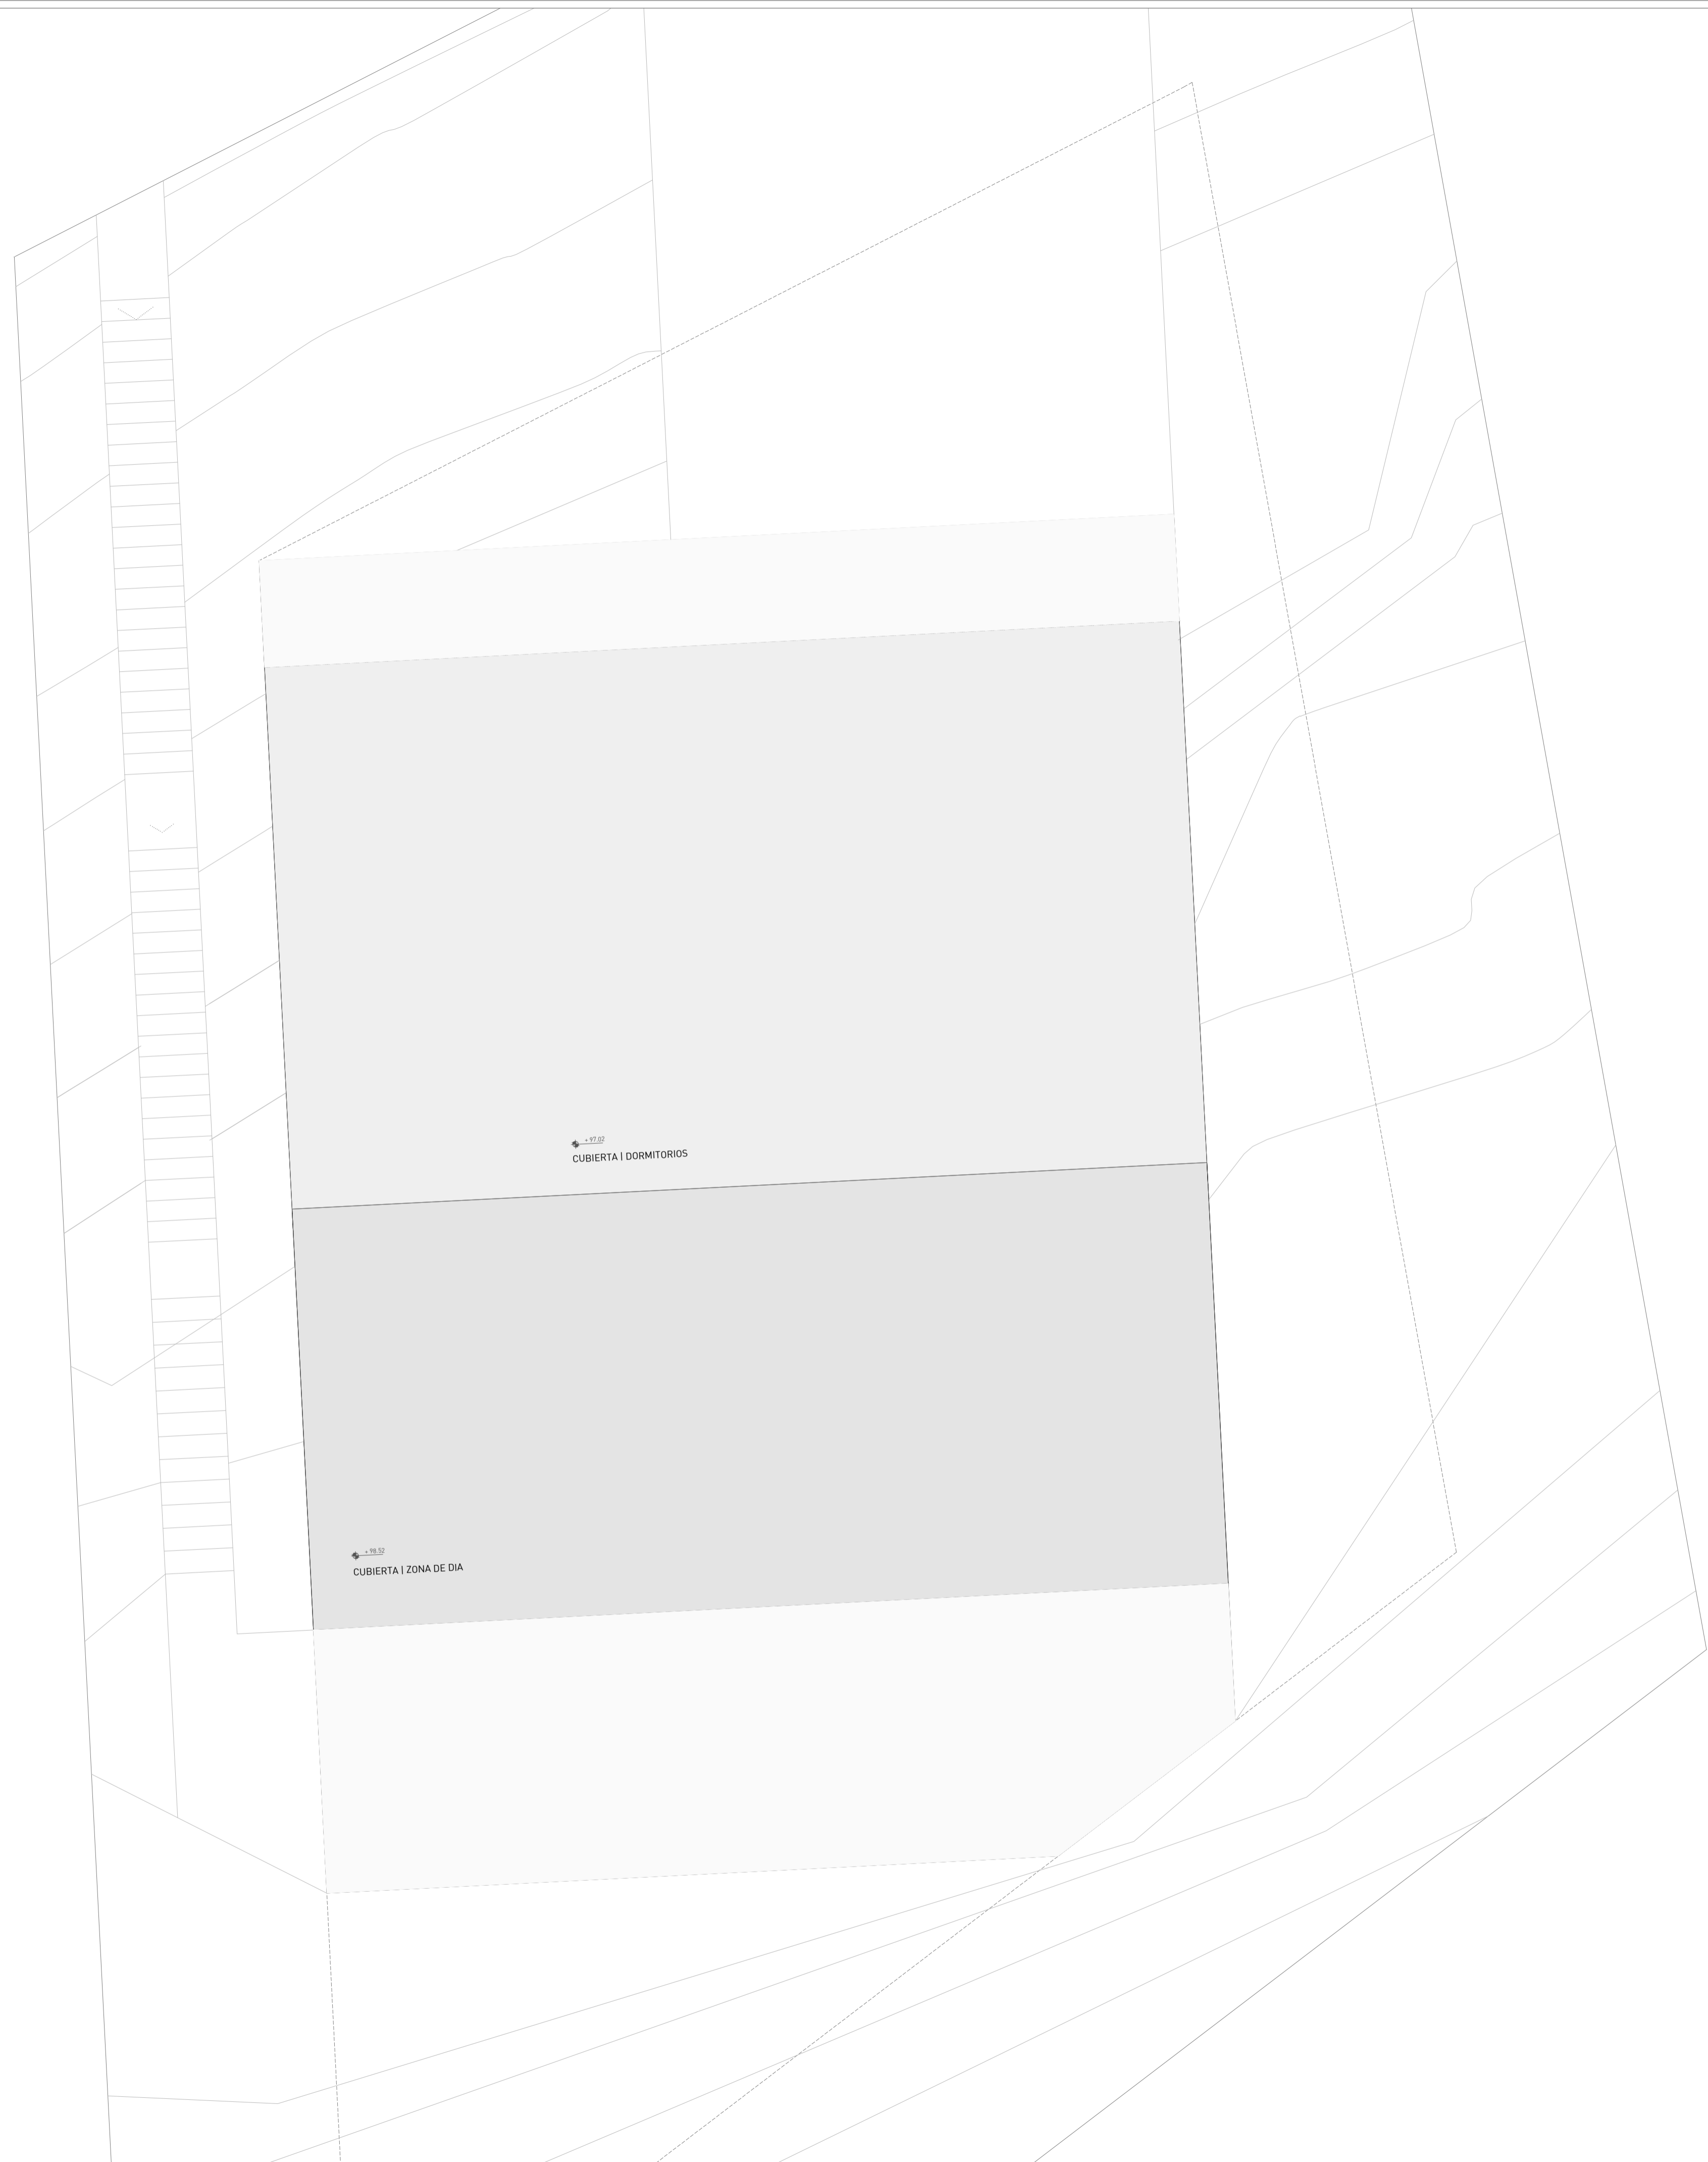 + 97.02
CUBIERTA | DORMITORIOS
+ 98.52
CUBIERTA | ZONA DE DIA